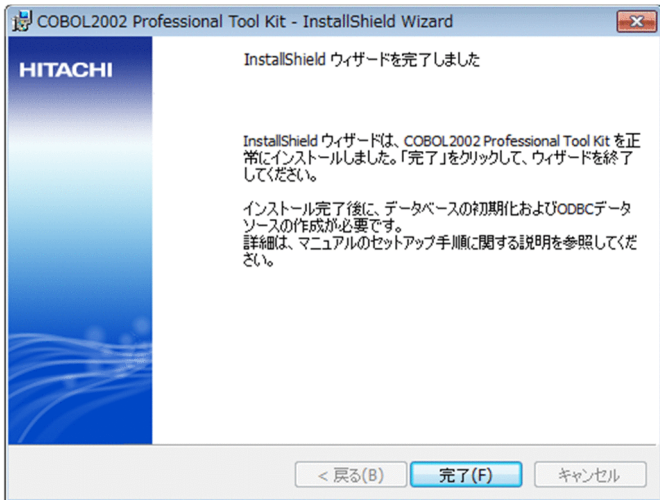 COBOL2002 Professional Tool Kit - InstallShield Wizard
HITACHI
InstallShield ウィザードを完了しました
InstallShield ウィザードは、COBOL2002 Professional Tool Kit を正
常にインストールしました。「完了」をクリックして、ウィザードを終了
してください。
インストール完了後に、データベースの初期化およびODBCデータ
ソースの作成が必要です。
詳細は、マニュアルのセットアップ手順に関する説明を参照してくだ
さい。
< 戻る(B)
完了(F)
キャンセル